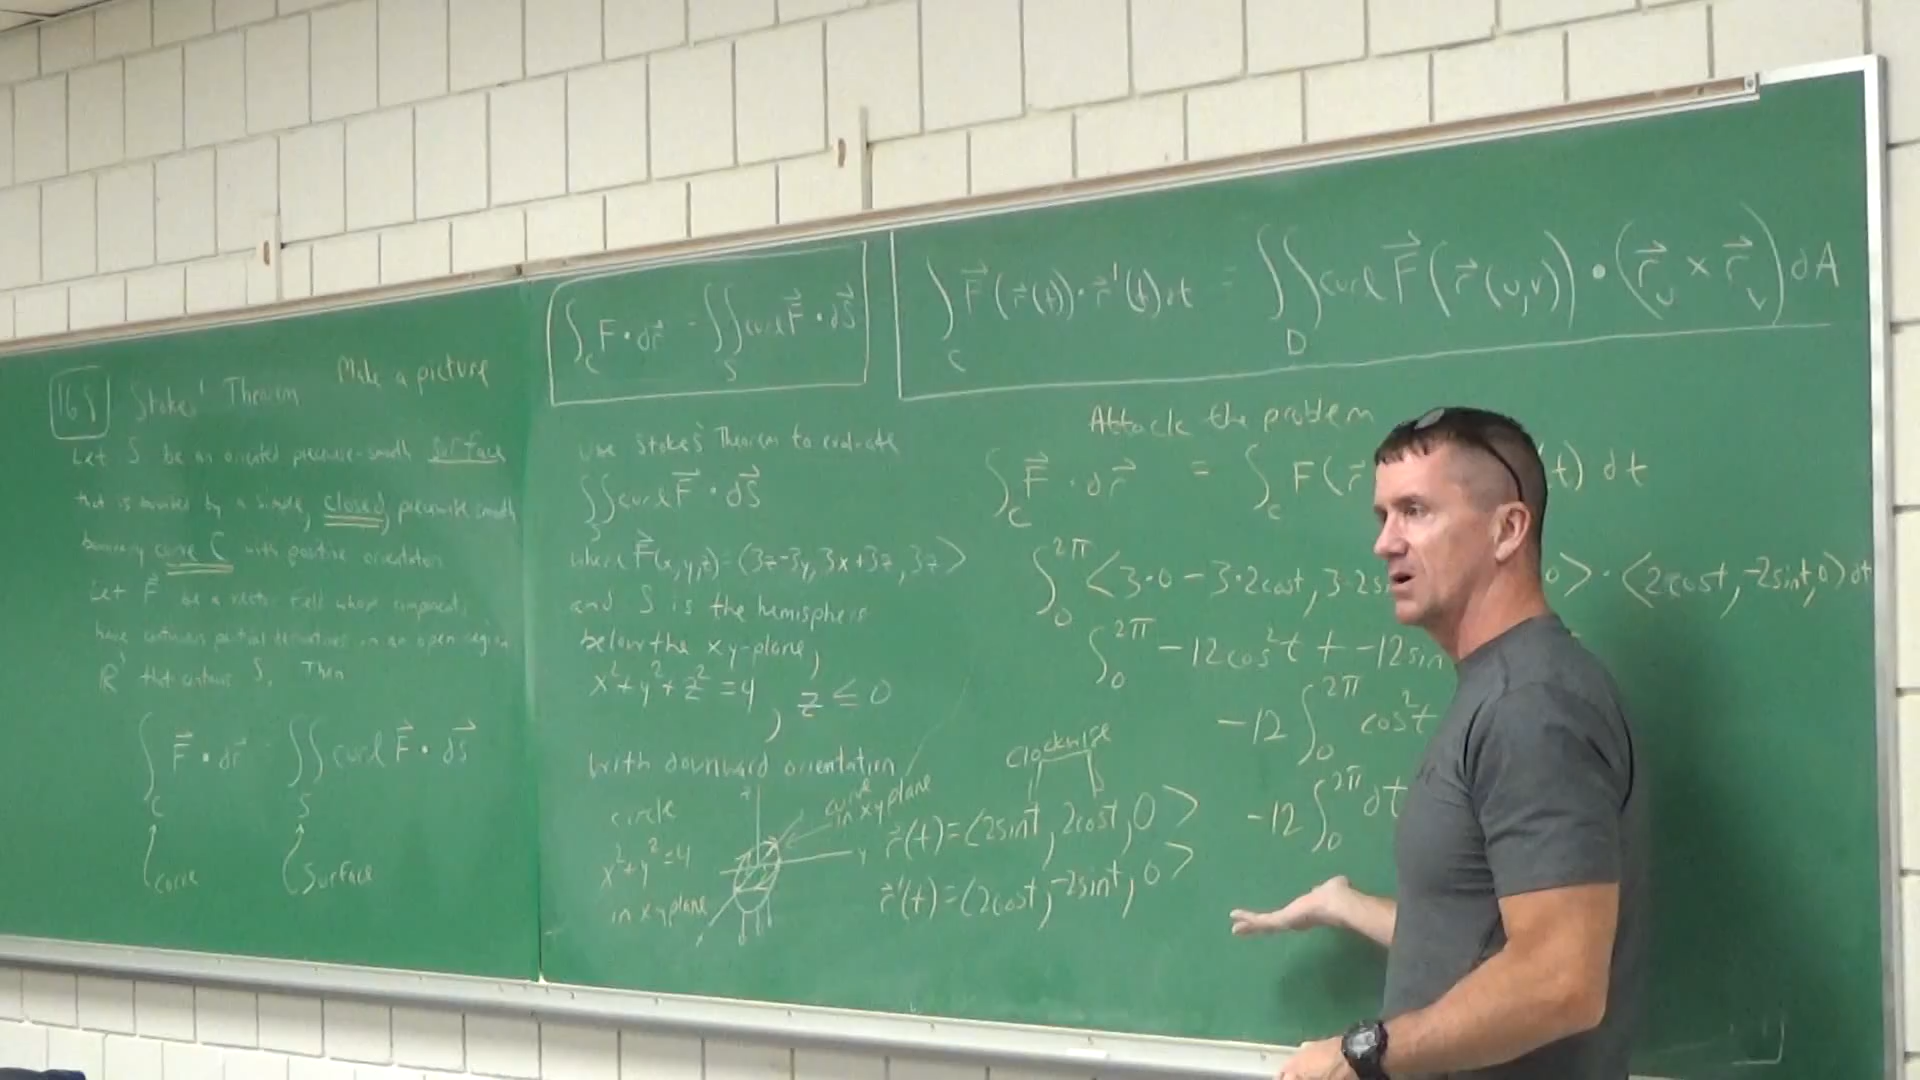 16.8 Stokes' Theorem Make a picture
Let S be an oriented piecewise-smooth surface
that is bounded by a simple, closed, piecewise smooth
boundary curve C with positive orientation
Let F⃗ be a vector field whose components
have continuous partial derivatives on an open region
ℝ³ that contains S. Then
∫_C F⃗ · dr⃗ = ∬_S curl F⃗ · dS⃗
Curve Surface
∫_C F · dr⃗ = ∬_S curl F⃗ · dS⃗
Use Stokes' Theorem to evaluate
∬_S curl F⃗ · dS⃗
where F⃗(x,y,z) = (3z-3y, 3x+3z, 3z>
and S is the hemisphere
below the xy-plane,
x²+y²+z²=4, z ≤ 0
with downward orientation
circle
x²+y²=4
in xy plane
z
y
x
curve
in xy plane
Clockwise
r⃗(t)=(2sint, 2cost, 0>
r⃗'(t)=(2cost, -2sint, 0>
∫_C F⃗(r⃗(t))·r⃗'(t)dt = ∬_D curl F⃗(r⃗(u,v)) • (r⃗_u × r⃗_v)dA
Attack the problem
∫_C F⃗ · dr⃗ = ∫_C F(r⃗ t) dt
∫_0^2π <3·0 - 3·2cost, 3·2si 0> · <2cost, -2sint, 0) dt
∫_0^2π -12cos²t + -12sin
-12 ∫_0^2π cos²t
-12 ∫_0^2π dt